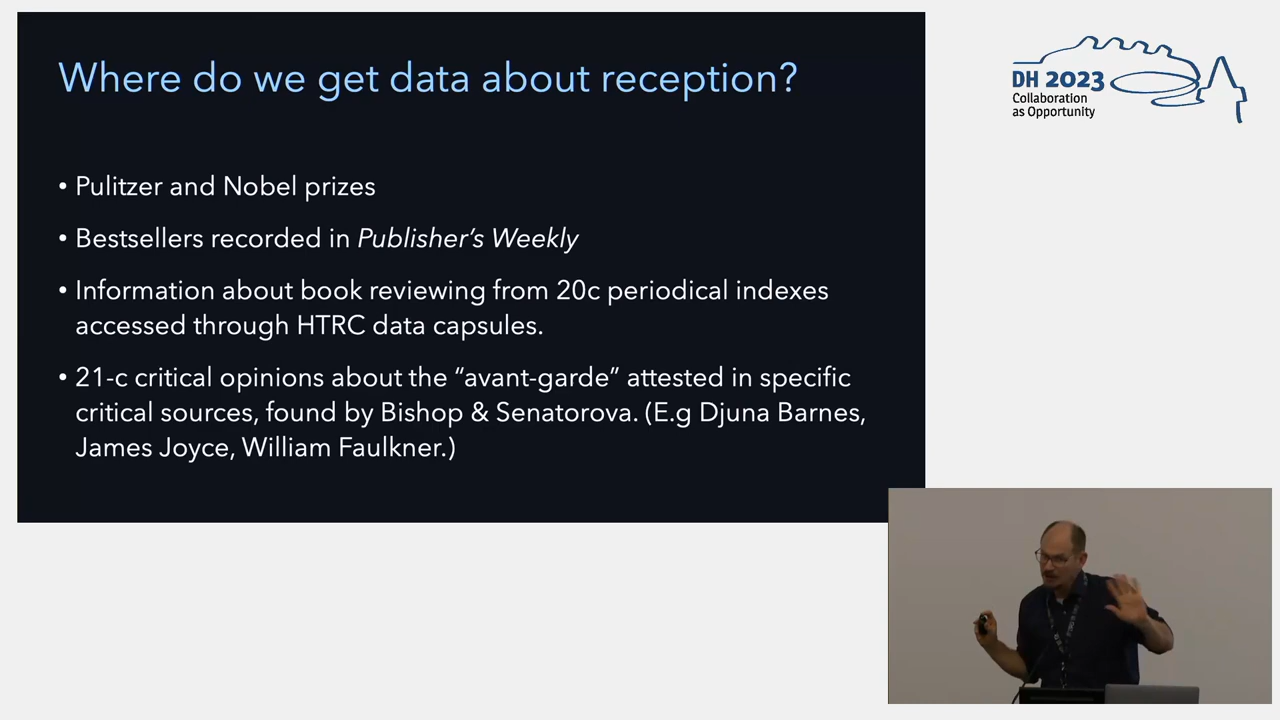 Where do we get data about reception?
• Pulitzer and Nobel prizes
• Bestsellers recorded in Publisher’s Weekly
• Information about book reviewing from 20c periodical indexes
accessed through HTRC data capsules.
• 21-c critical opinions about the “avant-garde” attested in specific
critical sources, found by Bishop & Senatorova. (E.g Djuna Barnes,
James Joyce, William Faulkner.)
DH 2023
Collaboration
as Opportunity